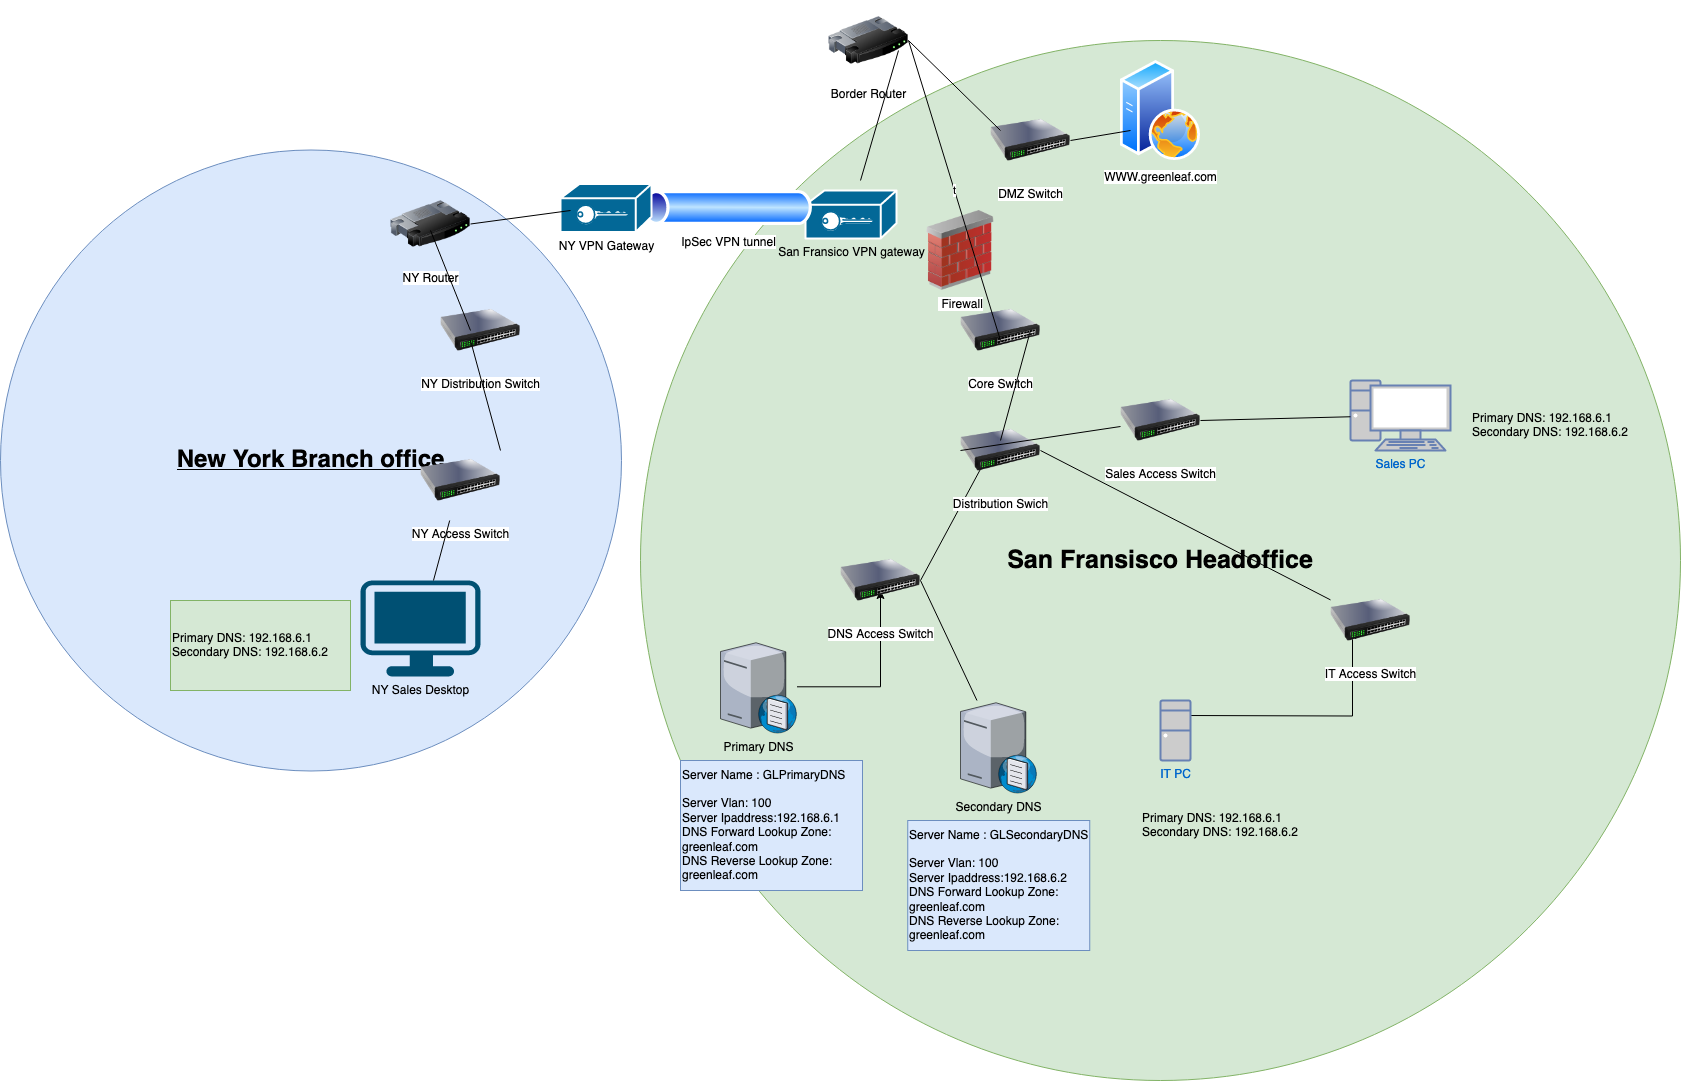 Border Router
WWW.greenleaf.com
DMZ Switch
t
NY VPN Gateway
IpSec VPN tunnel
San Fransico VPN gateway
NY Router
Firewall
NY Distribution Switch
Core Switch
Primary DNS: 192.168.6.1
Secondary DNS: 192.168.6.2
Sales PC
New York Branch office
Sales Access Switch
Distribution Swich
NY Access Switch
San Fransisco Headoffice
Primary DNS: 192.168.6.1
Secondary DNS: 192.168.6.2
NY Sales Desktop
DNS Access Switch
IT Access Switch
Primary DNS
Server Name : GLPrimaryDNS
Server Vlan: 100
Server Ipaddress:192.168.6.1
DNS Forward Lookup Zone:
greenleaf.com
DNS Reverse Lookup Zone:
greenleaf.com
Secondary DNS
Server Name : GLSecondaryDNS
Server Vlan: 100
Server Ipaddress:192.168.6.2
DNS Forward Lookup Zone:
greenleaf.com
DNS Reverse Lookup Zone:
greenleaf.com
IT PC
Primary DNS: 192.168.6.1
Secondary DNS: 192.168.6.2